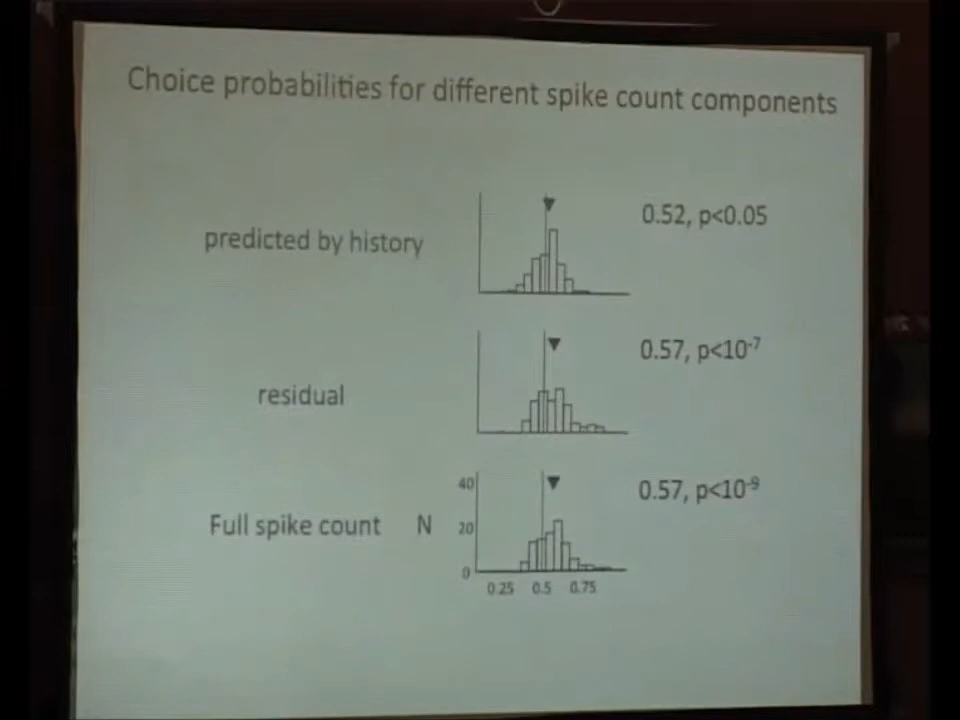 Choice probabilities for different spike count components
predicted by history
0.52, p<0.05
residual
0.57, p<10⁻⁷
Full spike count
N
40
20
0
0.25 0.5 0.75
0.57, p<10⁻⁹